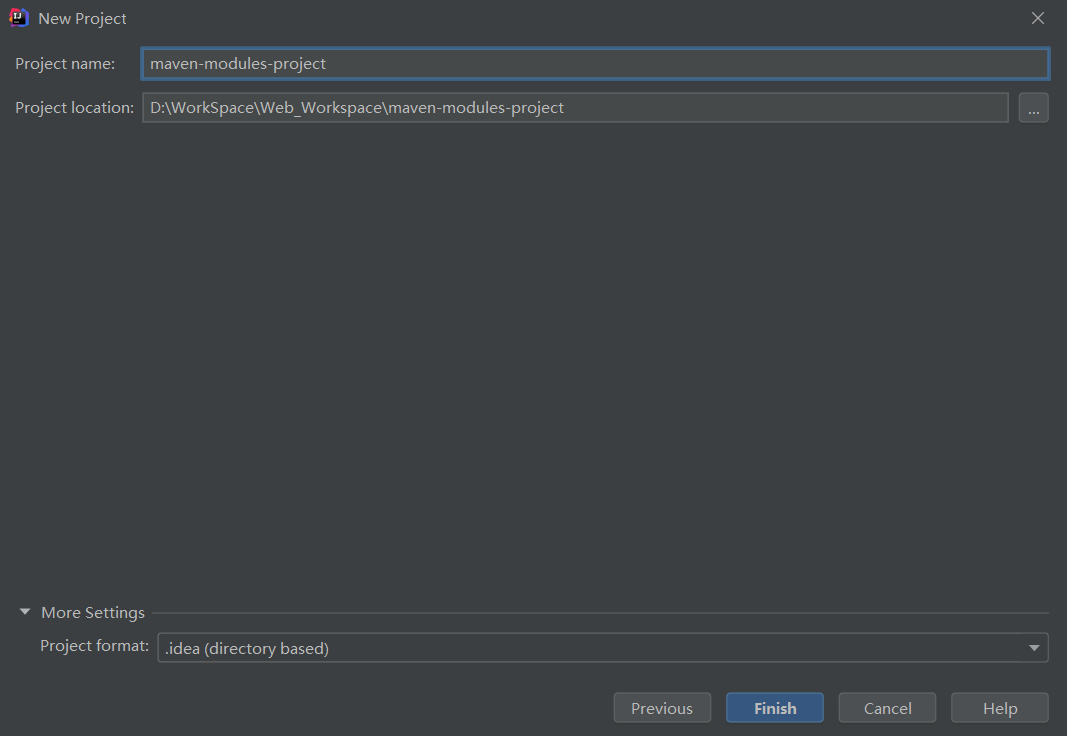 New Project
Project name: maven-modules-project
Project location: D:\WorkSpace\Web_Workspace\maven-modules-project ...
More Settings
Project format: .idea (directory based)
Previous Finish Cancel Help